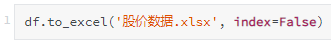 1 df.to_excel('股价数据.xlsx', index=False)